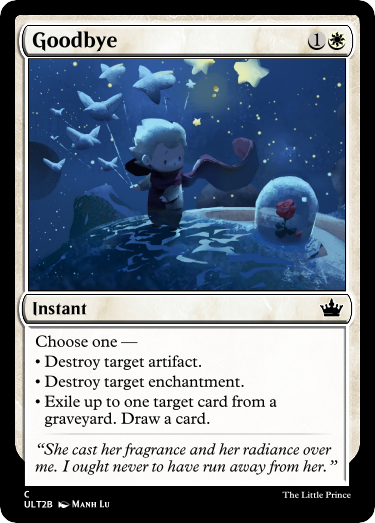 Goodbye
1
Instant
Choose one —
• Destroy target artifact.
• Destroy target enchantment.
• Exile up to one target card from a
graveyard. Draw a card.
“She cast her fragrance and her radiance over
me. I ought never to have run away from her.”
C
ULT2B Manh Lu
The Little Prince